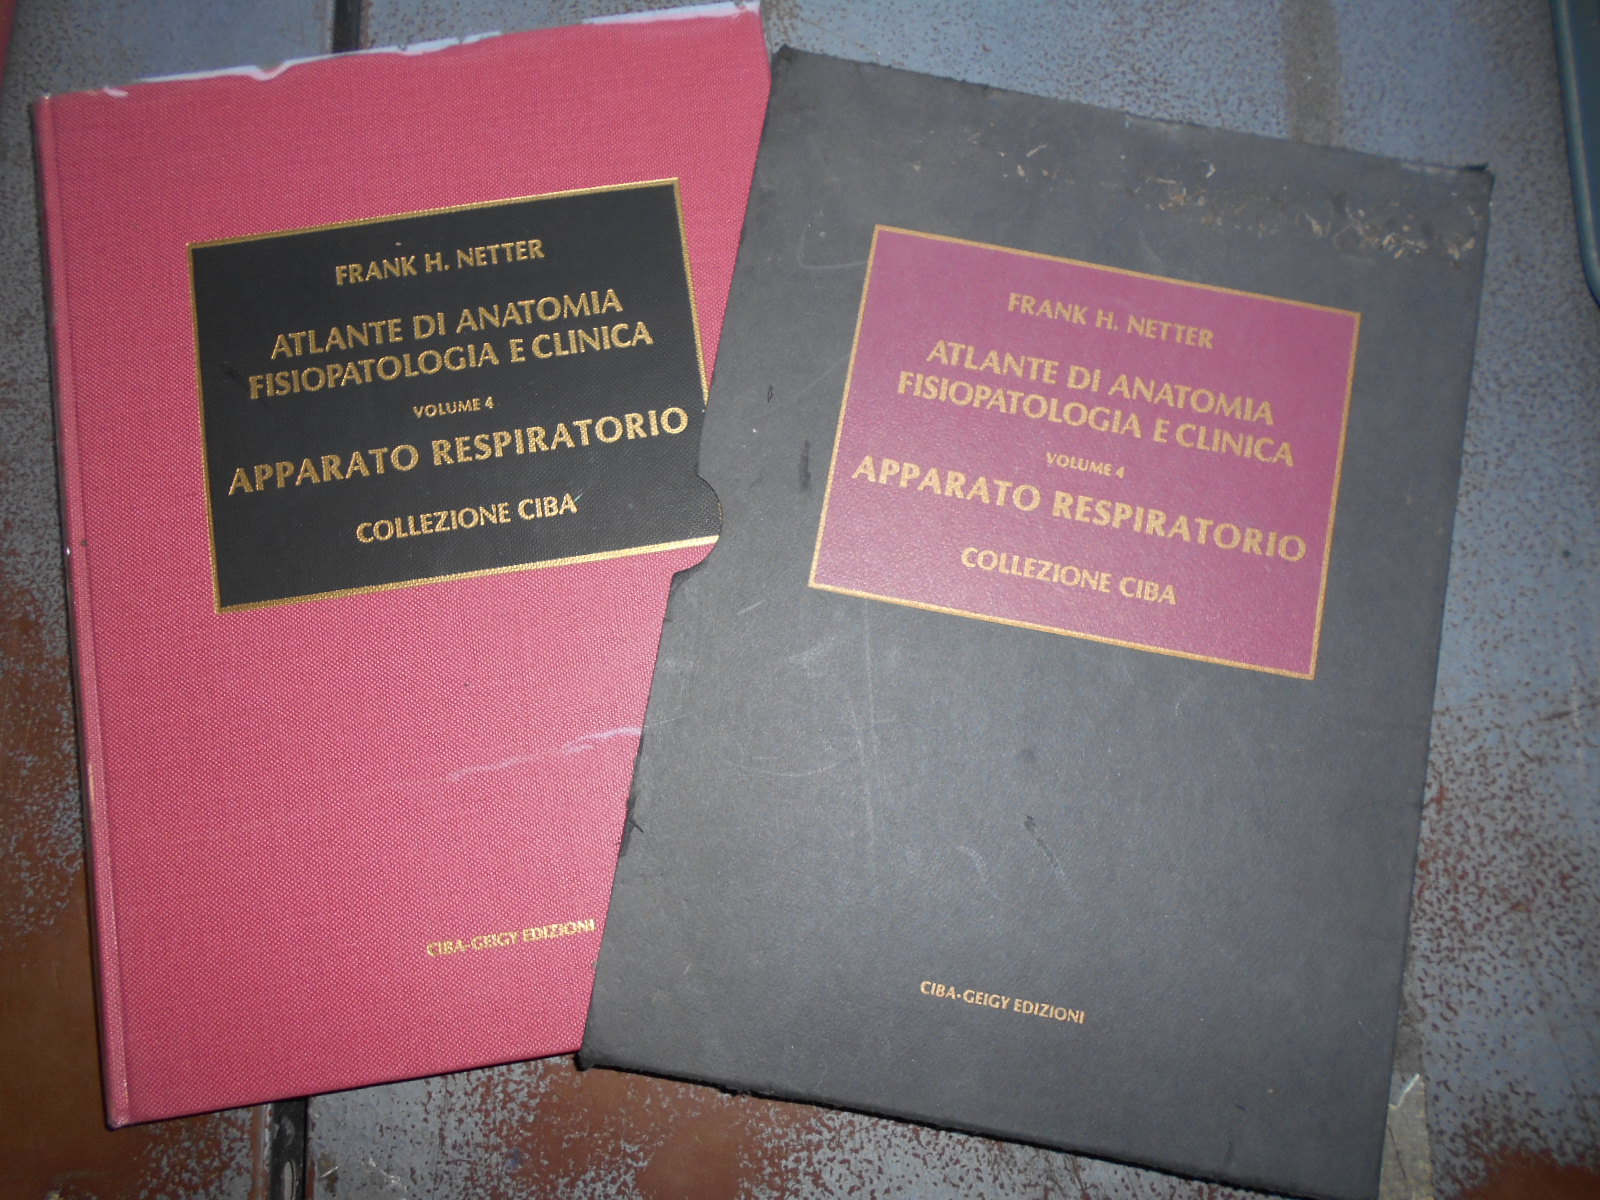 FRANK H. NETTER
ATLANTE DI ANATOMIA
FISIOPATOLOGIA E CLINICA
VOLUME 4
APPARATO RESPIRATORIO
COLLEZIONE CIBA
CIBA-GEIGY EDIZIONI
FRANK H. NETTER
ATLANTE DI ANATOMIA
FISIOPATOLOGIA E CLINICA
VOLUME 4
APPARATO RESPIRATORIO
COLLEZIONE CIBA
CIBA-GEIGY EDIZIONI